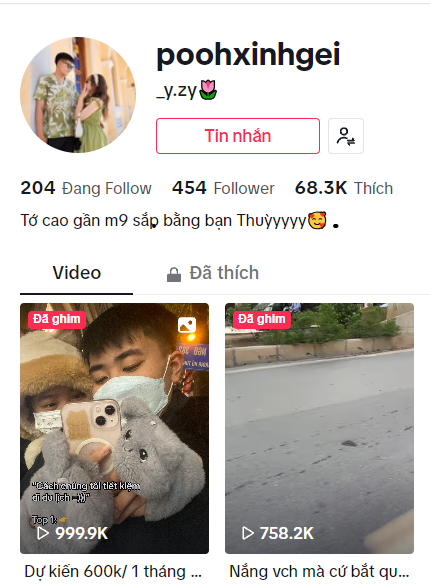 poohxinhgei
_y.zy🌷
Tin nhắn
204 Đang Follow 454 Follower 68.3K Thích
Tớ cao gần m9 sắp bằng bạn Thuỳyyyyy🥰 .
Video Đã thích
Đã ghim
"Cách chúng tôi tiết kiệm
đi du lịch =)))"
Top 1:👉
999.9K
Dự kiến 600k/ 1 tháng ...
Đã ghim
758.2K
Nắng vch mà cứ bắt qu...